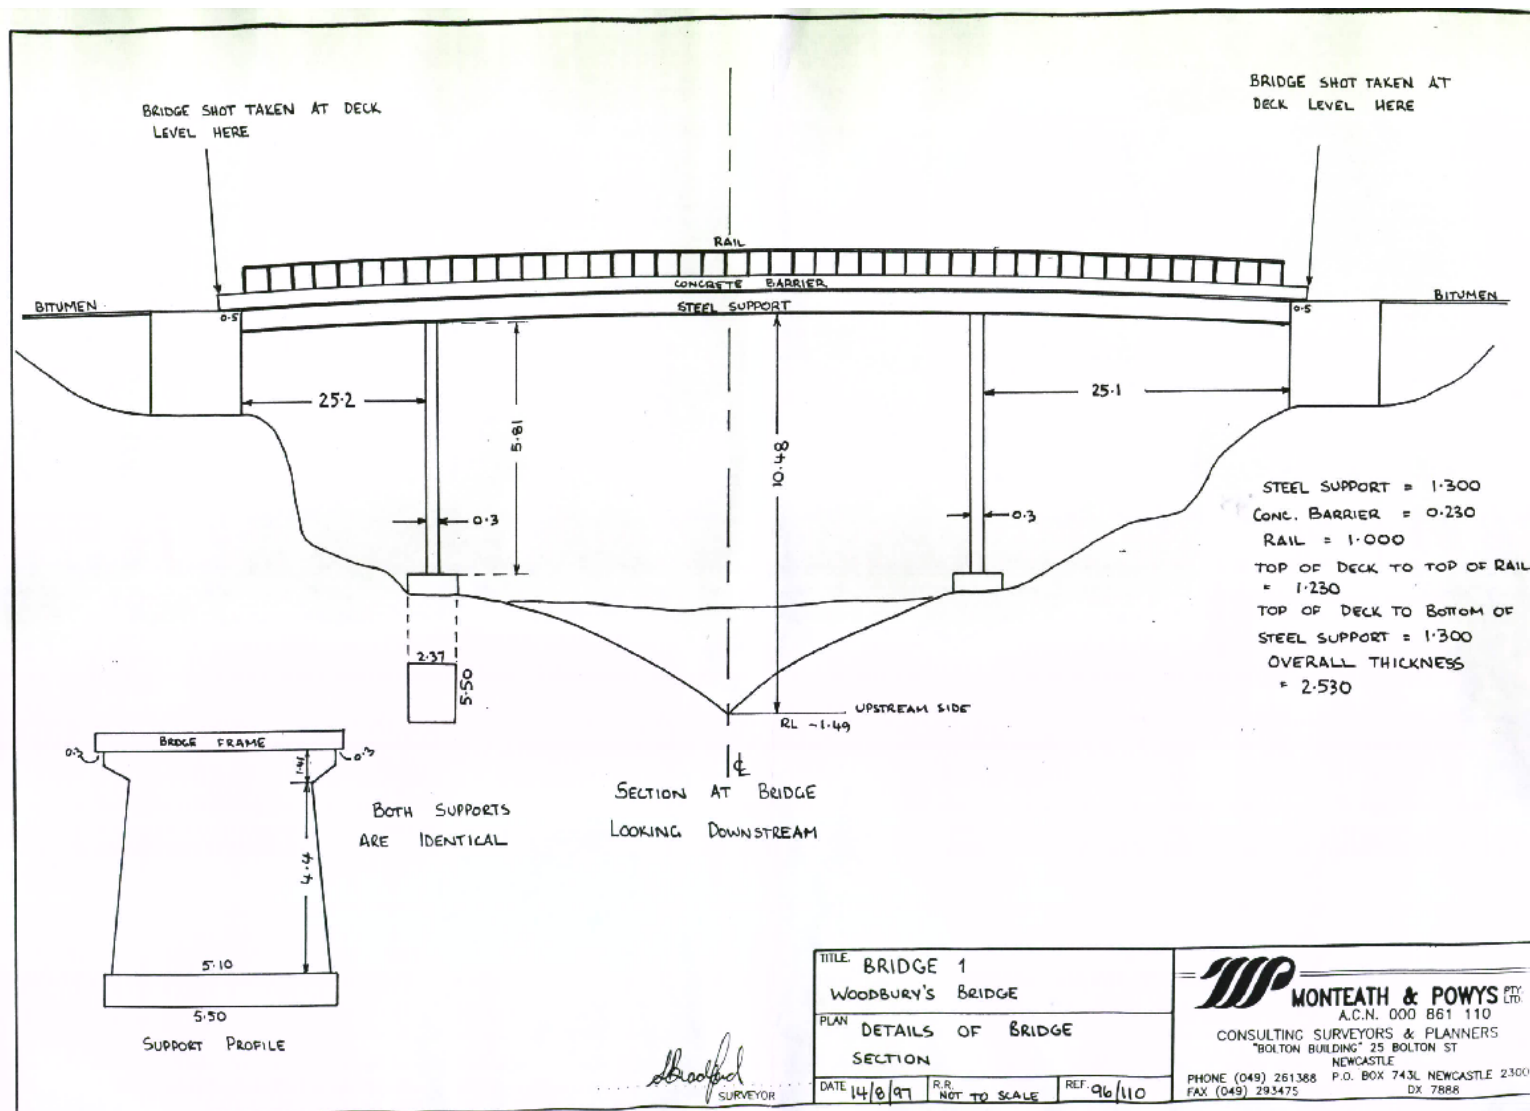 BRIDGE SHOT TAKEN AT DECK
LEVEL HERE
BRIDGE SHOT TAKEN AT
DECK LEVEL HERE
RAIL
CONCRETE BARRIER
STEEL SUPPORT
BITUMEN
BITUMEN
0.5
0.5
25.2
5.81
10.48
25.1
0.3
0.3
STEEL SUPPORT = 1.300
CONC. BARRIER = 0.230
RAIL = 1.000
TOP OF DECK TO TOP OF RAIL
= 1.230
TOP OF DECK TO BOTTOM OF
STEEL SUPPORT = 1.300
OVERALL THICKNESS
= 2.530
2.37
5.50
RL -1.49
UPSTREAM SIDE
℄
BRIDGE FRAME
0.3
0.3
1.41
4.4
5.10
5.50
SUPPORT PROFILE
BOTH SUPPORTS
ARE IDENTICAL
SECTION AT BRIDGE
LOOKING DOWNSTREAM
SBradford
SURVEYOR
TITLE. BRIDGE 1
WOODBURY'S BRIDGE
PLAN DETAILS OF BRIDGE
SECTION
DATE 14/8/97
R.R. NOT TO SCALE
REF. 96/110
MONTEATH & POWYS PTY. LTD.
A.C.N. 000 861 110
CONSULTING SURVEYORS & PLANNERS
"BOLTON BUILDING" 25 BOLTON ST
NEWCASTLE
PHONE (049) 261388 P.O. BOX 743L NEWCASTLE 2300
FAX (049) 293475 DX 7888